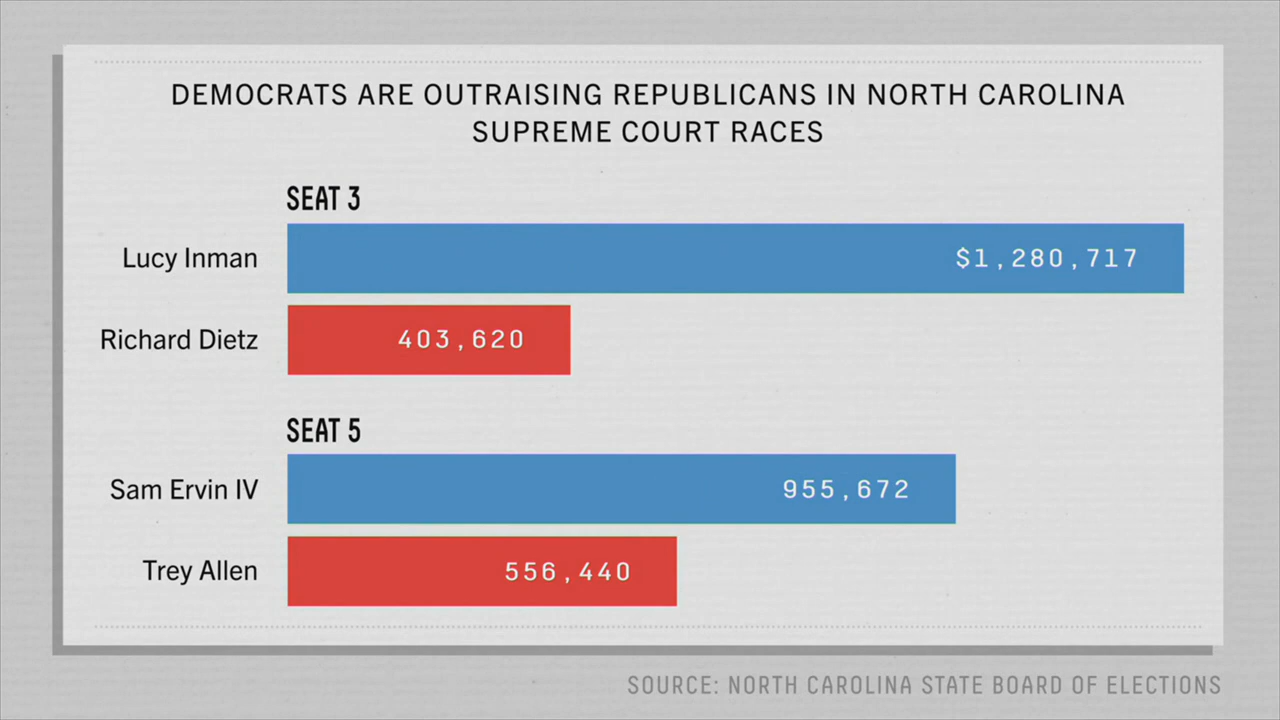 DEMOCRATS ARE OUTRAISING REPUBLICANS IN NORTH CAROLINA
SUPREME COURT RACES
SEAT 3
Lucy Inman $1,280,717
Richard Dietz 403,620
SEAT 5
Sam Ervin IV 955,672
Trey Allen 556,440
SOURCE: NORTH CAROLINA STATE BOARD OF ELECTIONS